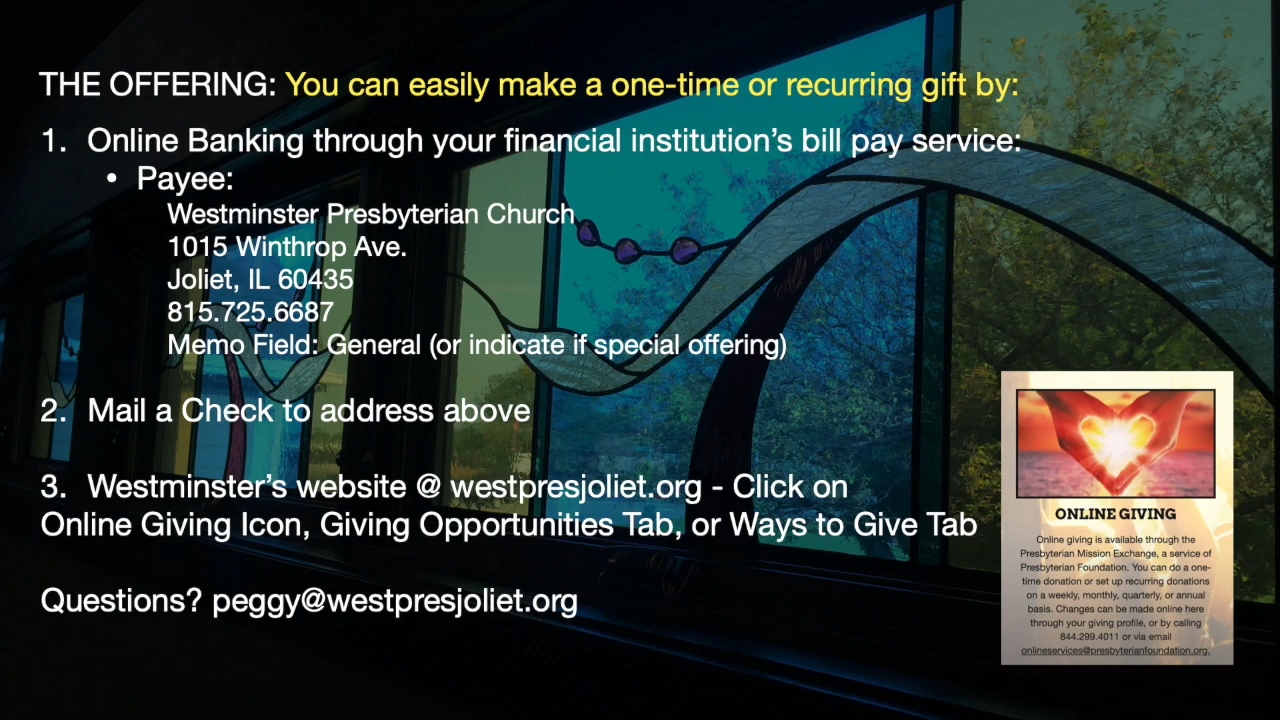 THE OFFERING: You can easily make a one-time or recurring gift by:
1. Online Banking through your financial institution's bill pay service:
• Payee:
Westminster Presbyterian Church
1015 Winthrop Ave.
Joliet, IL 60435
815.725.6687
Memo Field: General (or indicate if special offering)
2. Mail a Check to address above
3. Westminster's website @ westpresjoliet.org - Click on
Online Giving Icon, Giving Opportunities Tab, or Ways to Give Tab
Questions? peggy@westpresjoliet.org
ONLINE GIVING
Online giving is available through the
Presbyterian Mission Exchange, a service of
Presbyterian Foundation. You can do a one-
time donation or set up recurring donations
on a weekly, monthly, quarterly, or annual
basis. Changes can be made online here
through your giving profile, or by calling
844.299.4011 or via email
onlineservices@presbyterianfoundation.org.